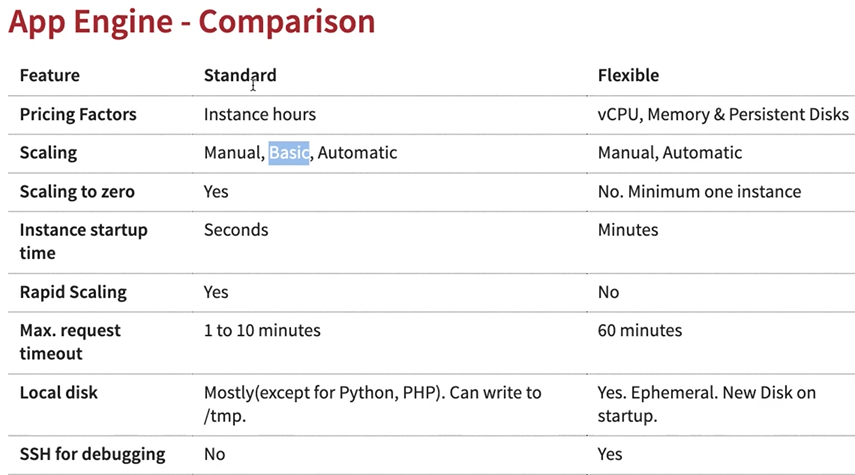 App Engine - Comparison
Feature Standard Flexible
Pricing Factors Instance hours vCPU, Memory & Persistent Disks
Scaling Manual, Basic, Automatic Manual, Automatic
Scaling to zero Yes No. Minimum one instance
Instance startup time Seconds Minutes
Rapid Scaling Yes No
Max. request timeout 1 to 10 minutes 60 minutes
Local disk Mostly(except for Python, PHP). Can write to /tmp. Yes. Ephemeral. New Disk on startup.
SSH for debugging No Yes